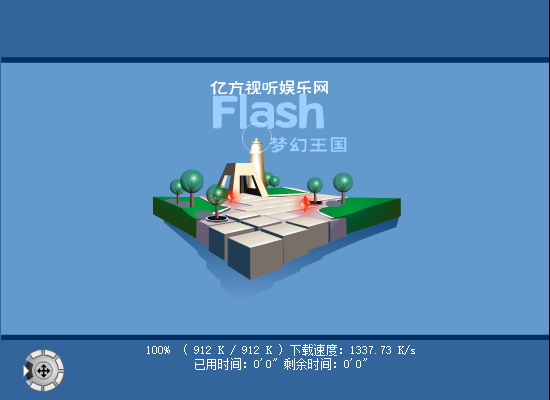 亿方视听娱乐网
Flash
梦幻王国
100% ( 912 K / 912 K ) 下载速度: 1337.73 K/s
已用时间: 0'0" 剩余时间: 0'0"